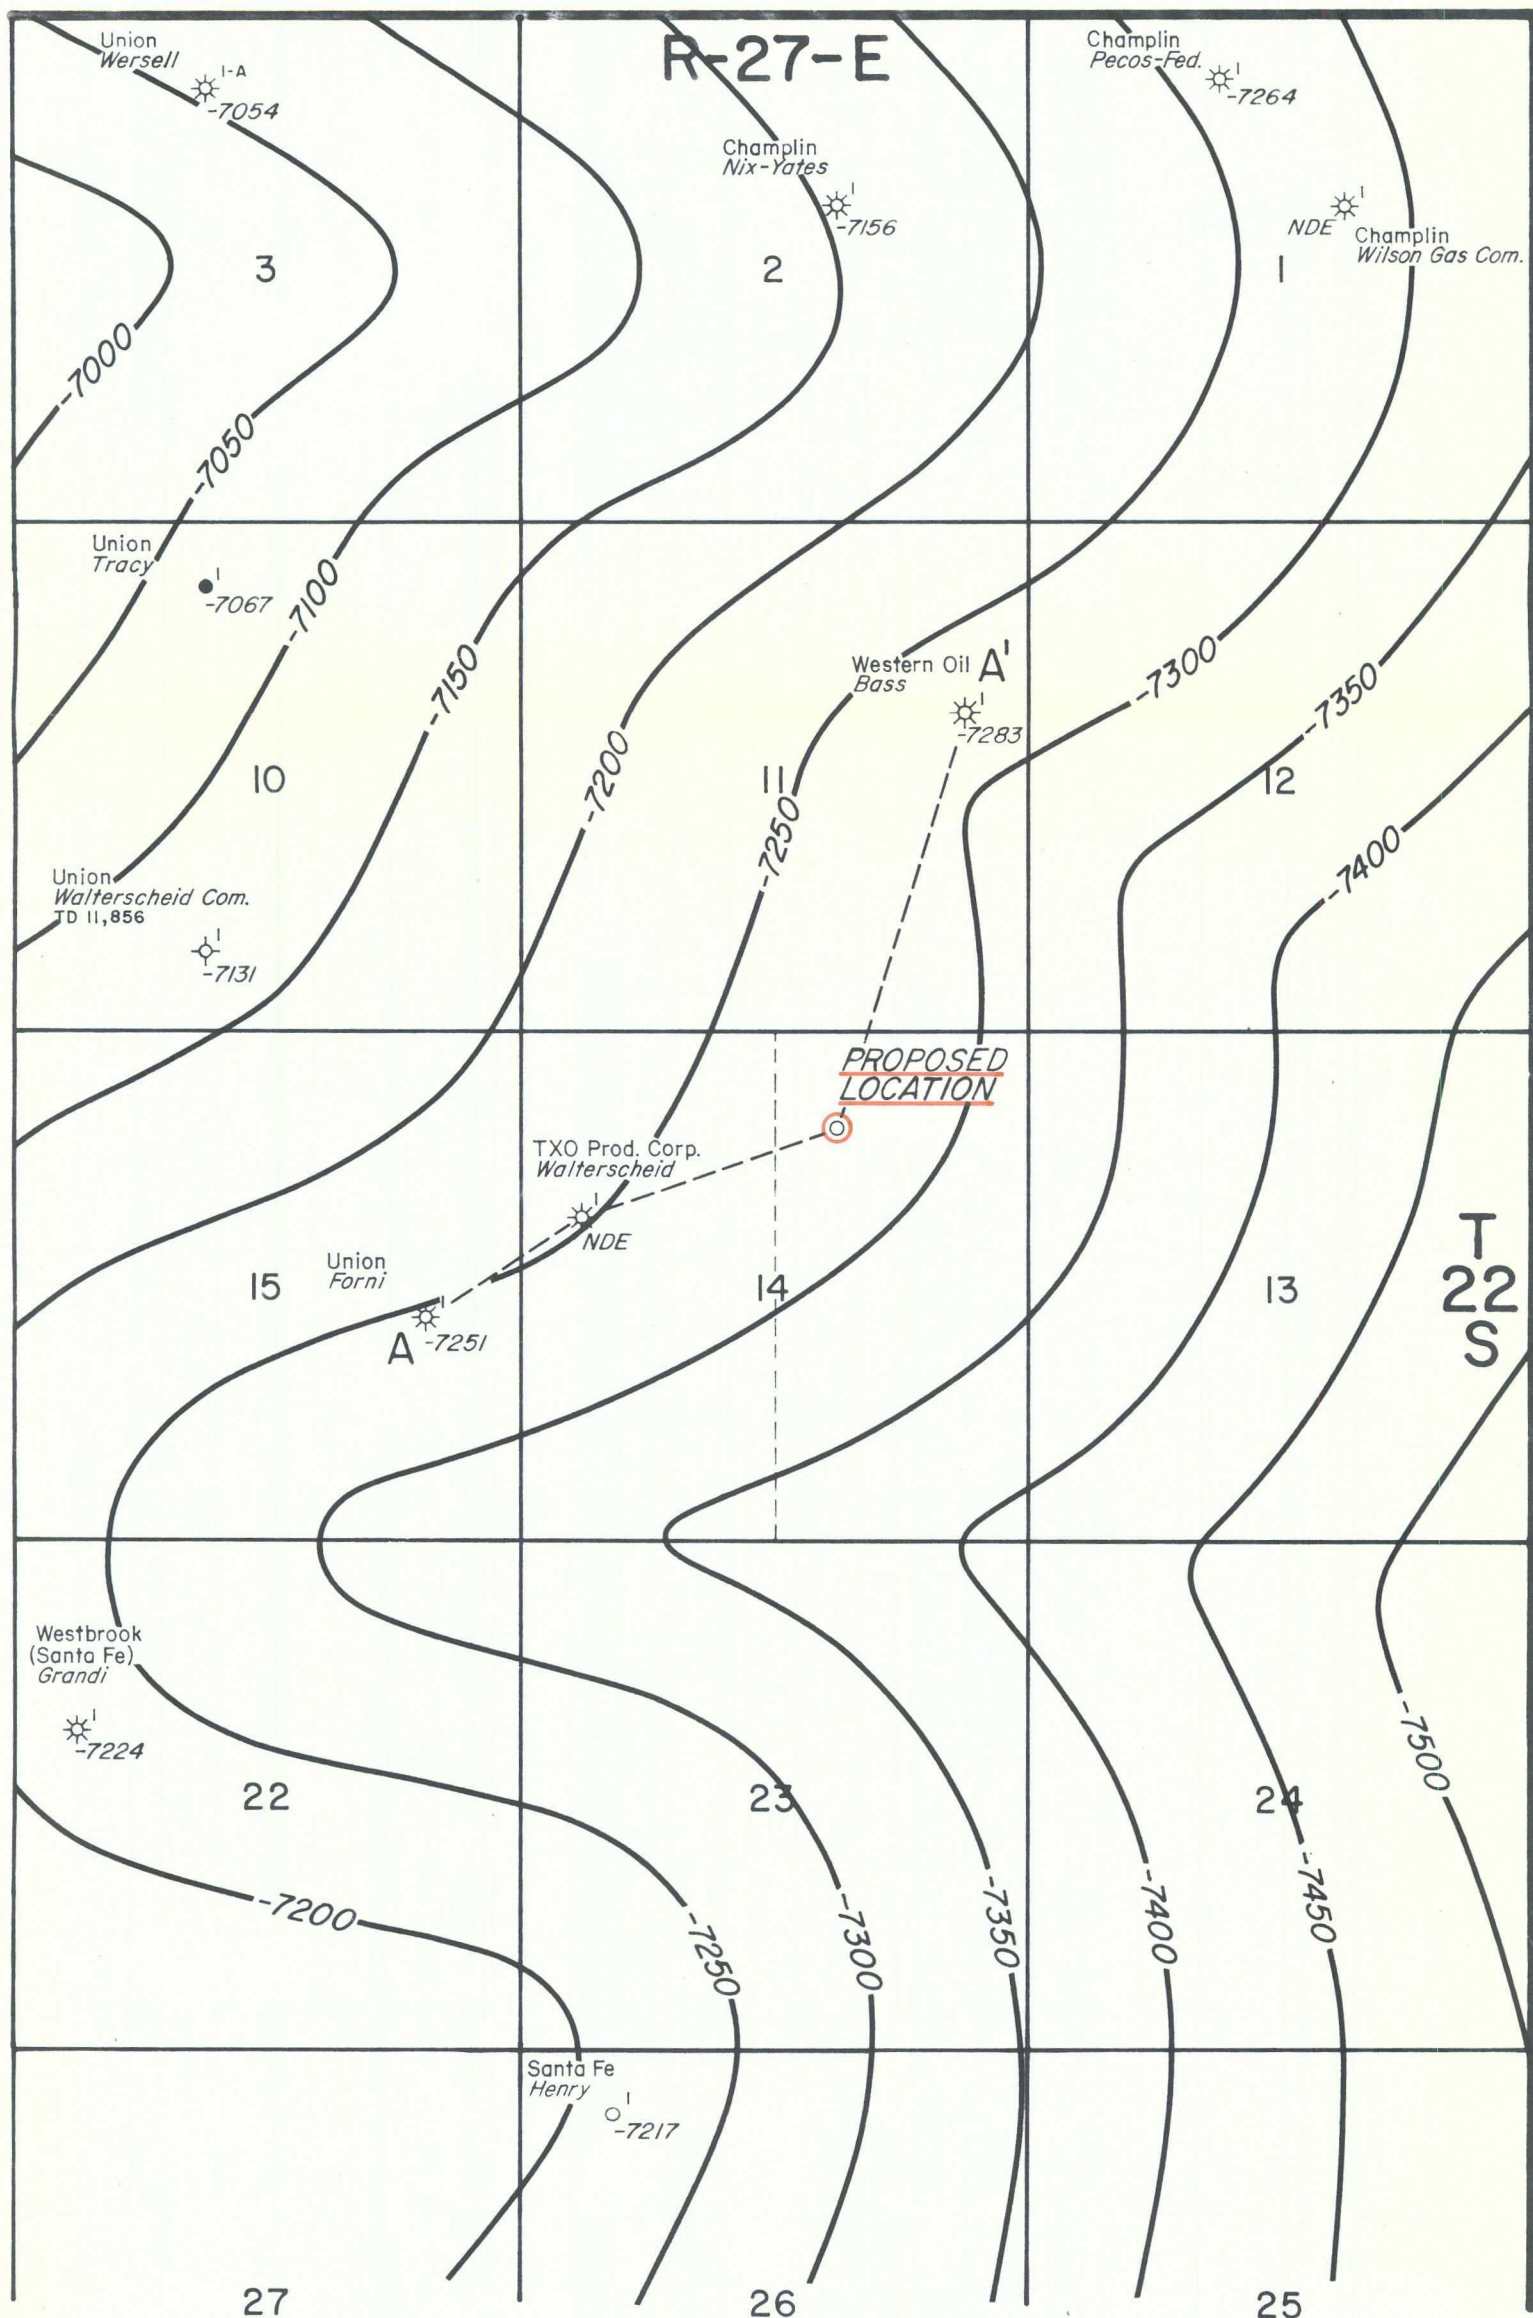 R-27-E
Union
Wersell
1-A
-7054
Champlin
Pecos-Fed.
1
-7264
Champlin
Nix-Yates
1
-7156
1
NDE
Champlin
Wilson Gas Com.
3
2
1
-7000
-7050
Union
Tracy
1
-7067
-7100
-7150
Western Oil
Bass
A'
1
-7283
-7300
-7350
-7200
10
11
12
-7250
-7400
Union
Walterscheid Com.
TD 11,856
1
-7131
PROPOSED
LOCATION
TXO Prod. Corp.
Walterscheid
1
NDE
Union
Forni
1
A
-7251
15
14
13
T
22
S
Westbrook
(Santa Fe)
Grandi
1
-7224
22
23
24
-7500
-7200
-7250
-7300
-7350
-7400
-7450
Santa Fe
Henry
1
-7217
27
26
25